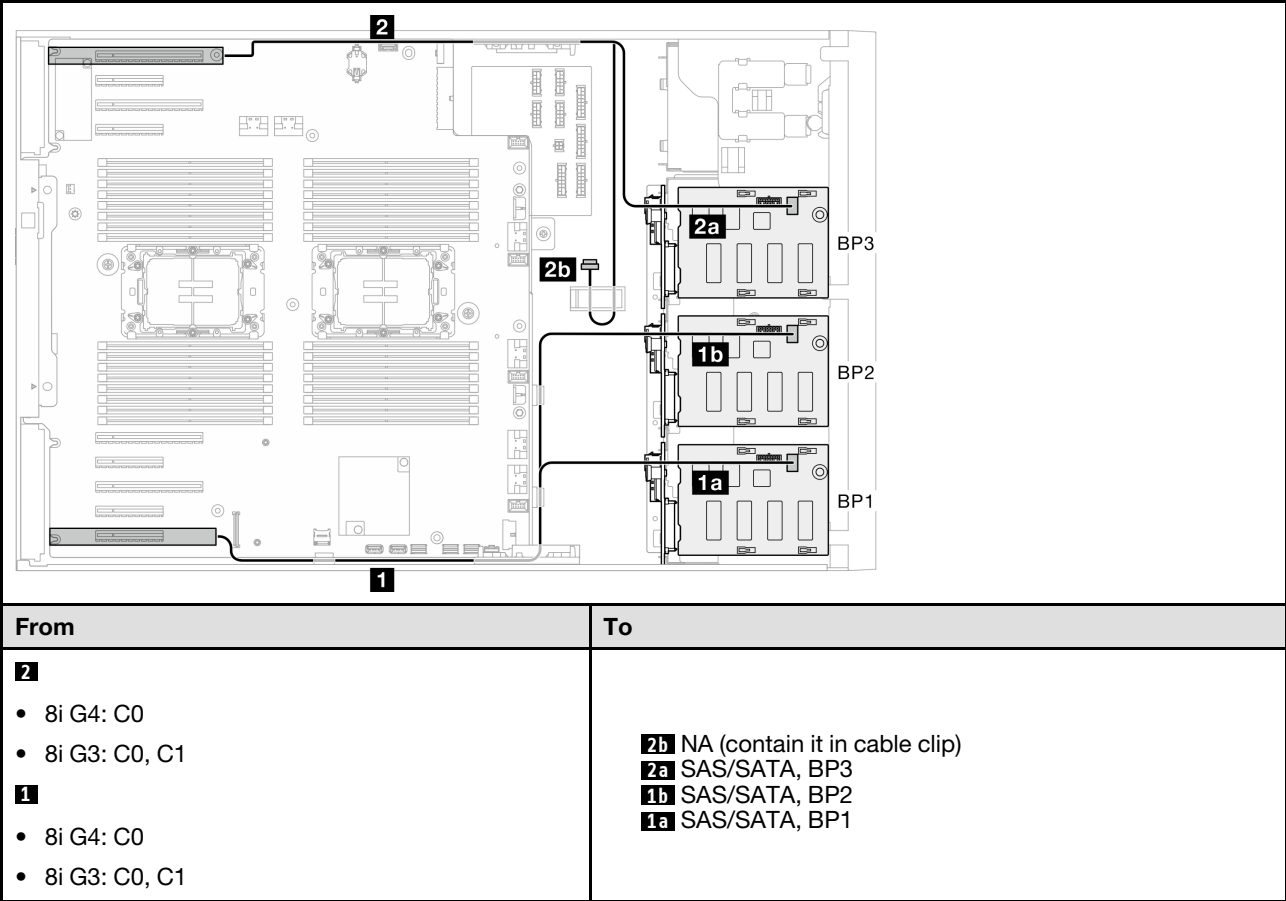 2
2a
BP3
2b
1b
BP2
1a
BP1
1
From
To
2
• 8i G4: C0
• 8i G3: C0, C1
1
• 8i G4: C0
• 8i G3: C0, C1
2b NA (contain it in cable clip)
2a SAS/SATA, BP3
1b SAS/SATA, BP2
1a SAS/SATA, BP1